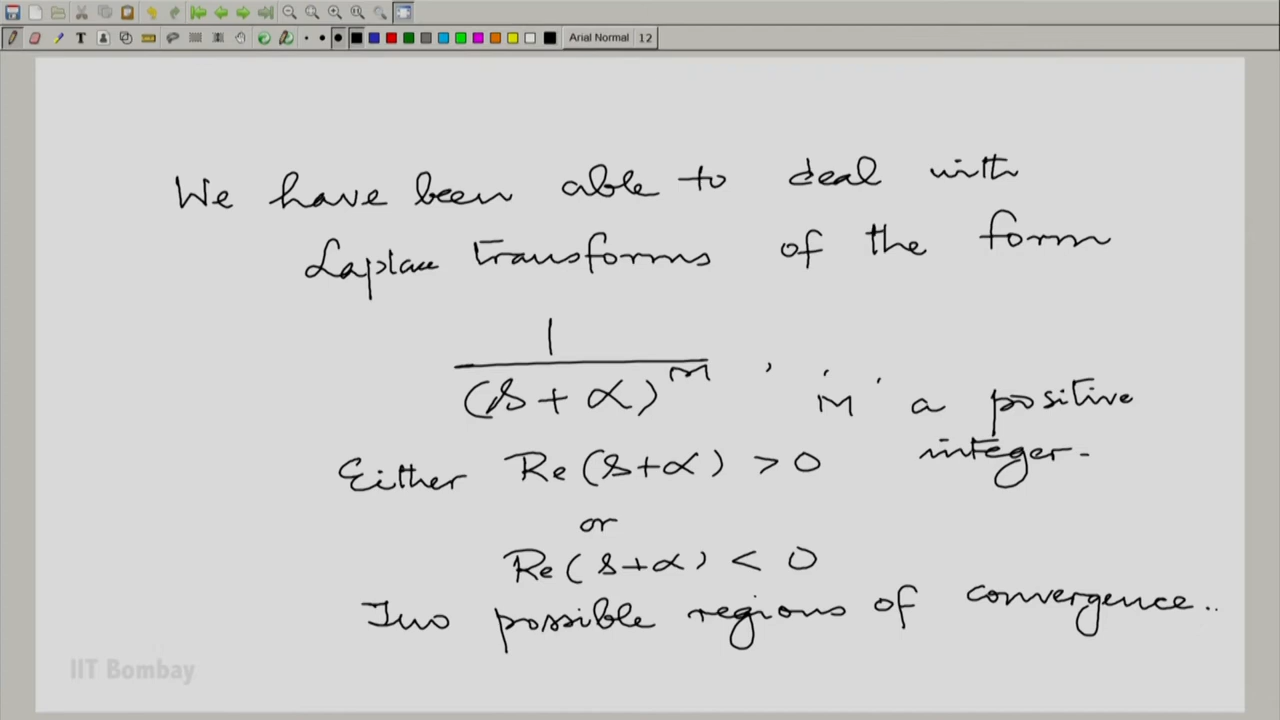 Arial Normal 12
We have been able to deal with
Laplace transforms of the form
1
(s + α)^M , M a positive
integer.
Either Re(s+α) > 0
or
Re(s+α) < 0
Two possible regions of convergence..
IIT Bombay